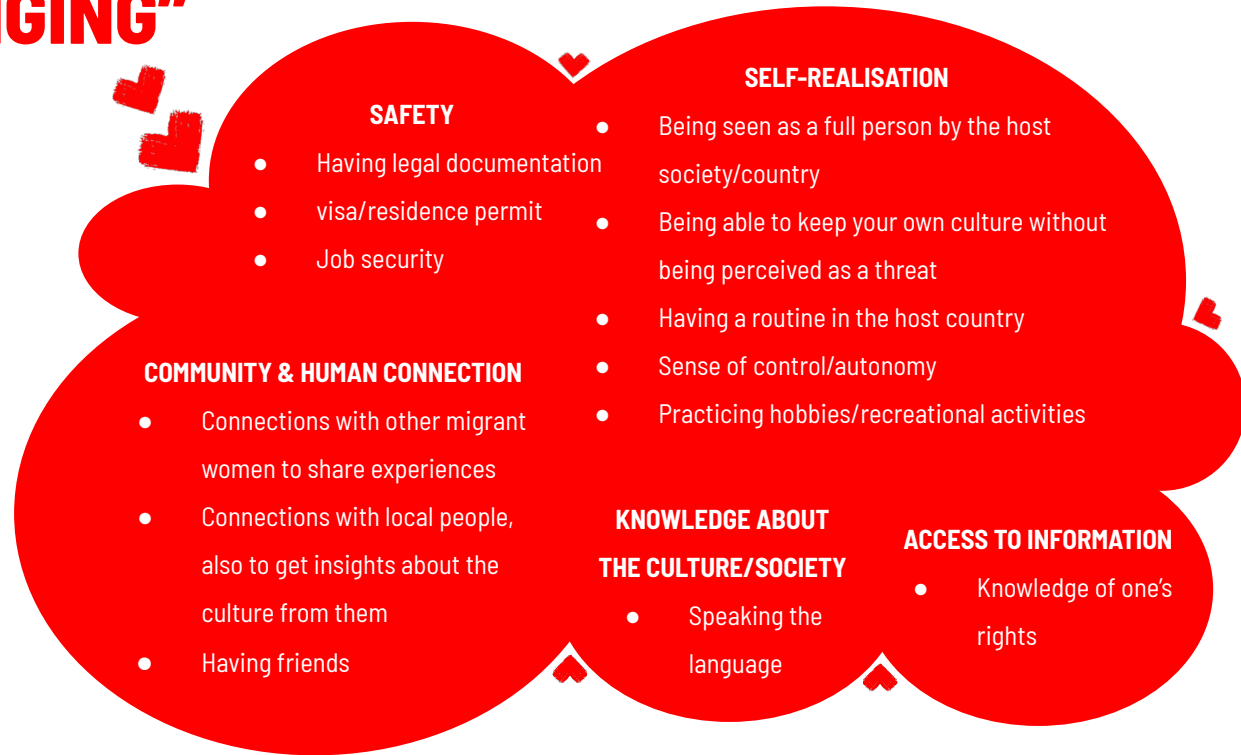 SAFETY
● Having legal documentation
● visa/residence permit
● Job security
SELF-REALISATION
● Being seen as a full person by the host
society/country
● Being able to keep your own culture without
being perceived as a threat
● Having a routine in the host country
● Sense of control/autonomy
● Practicing hobbies/recreational activities
COMMUNITY & HUMAN CONNECTION
● Connections with other migrant
women to share experiences
● Connections with local people,
also to get insights about the
culture from them
● Having friends
KNOWLEDGE ABOUT
THE CULTURE/SOCIETY
● Speaking the
language
ACCESS TO INFORMATION
● Knowledge of one’s
rights